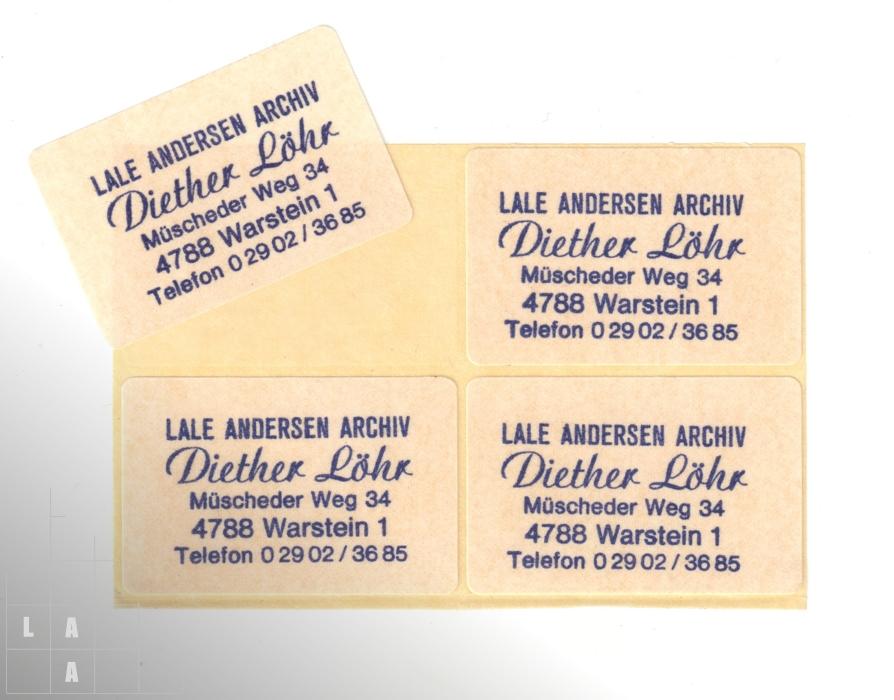 LALE ANDERSEN ARCHIV
Diether Löhr
Müscheder Weg 34
4788 Warstein 1
Telefon 0 29 02 / 36 85
LALE ANDERSEN ARCHIV
Diether Löhr
Müscheder Weg 34
4788 Warstein 1
Telefon 0 29 02 / 36 85
LALE ANDERSEN ARCHIV
Diether Löhr
Müscheder Weg 34
4788 Warstein 1
Telefon 0 29 02 / 36 85
LALE ANDERSEN ARCHIV
Diether Löhr
Müscheder Weg 34
4788 Warstein 1
Telefon 0 29 02 / 36 85
L A
A